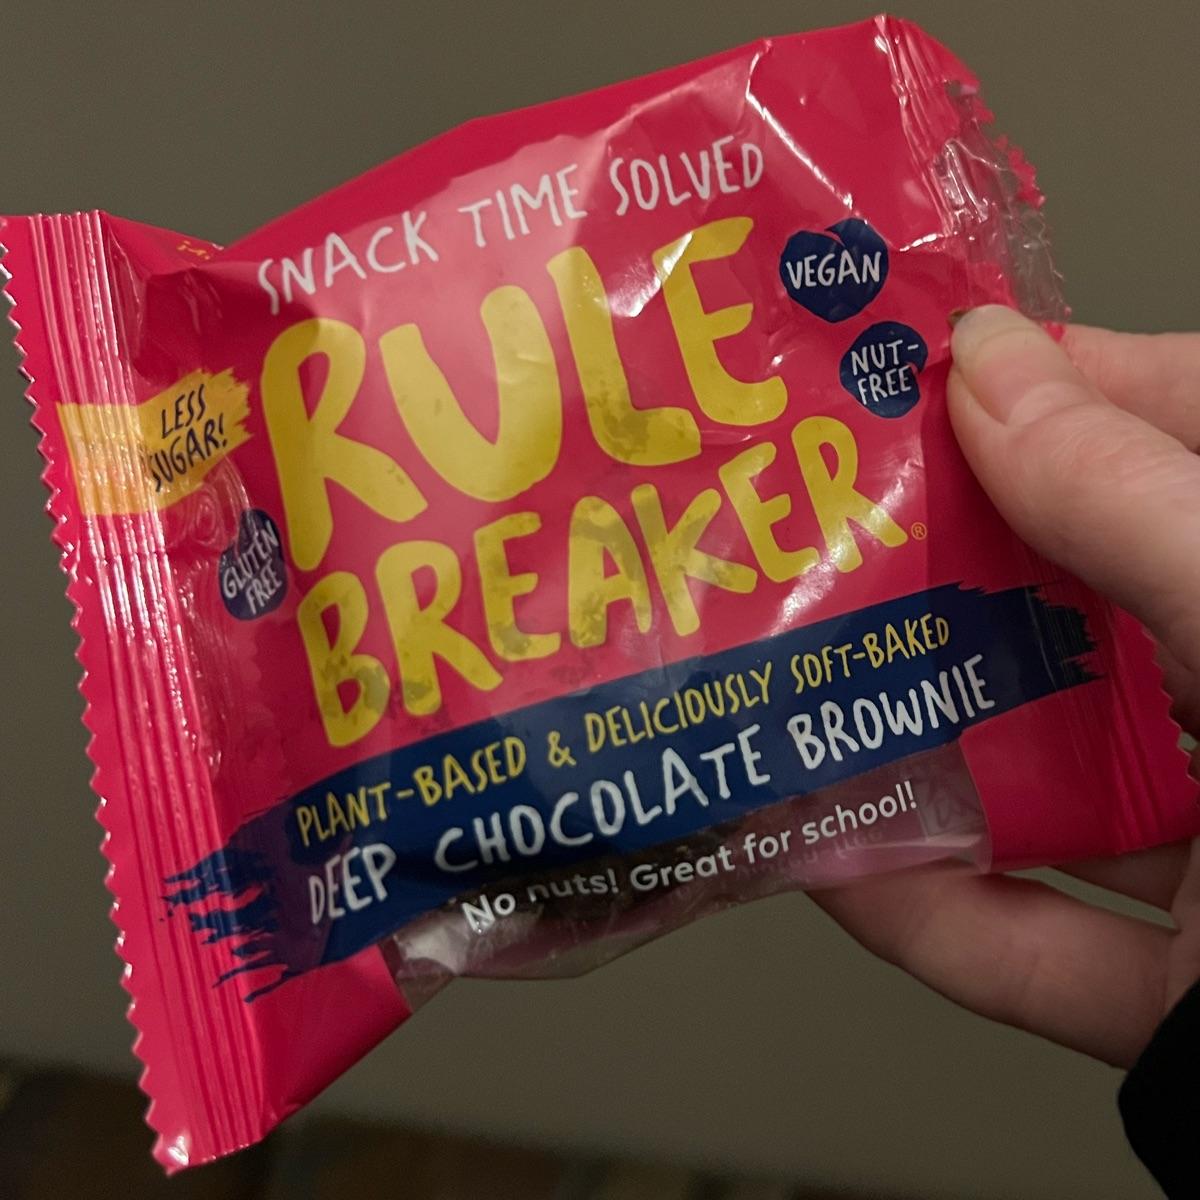 SNACK TIME SOLVED
RULE
BREAKER®
VEGAN
NUT-
FREE
LESS
SUGAR!
GLUTEN
FREE
PLANT-BASED & DELICIOUSLY SOFT-BAKED
DEEP CHOCOLATE BROWNIE
No nuts! Great for school!